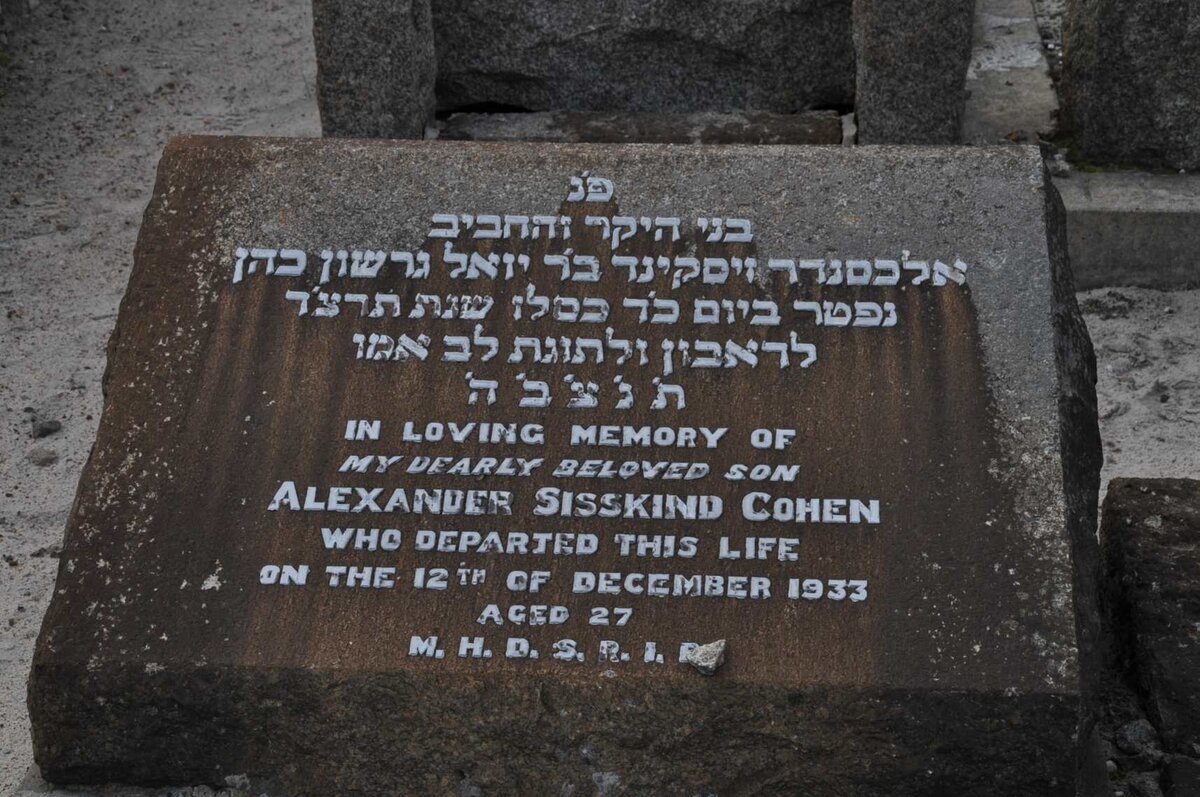 פ'נ
בני היקר והחביב
אלכסנדר זיסקינד ב'ר יואל גרשון כהן
נפטר ביום כ'ד כסלו שנת תרצ'ד
לדאבון ולתוגת לב אמו
ת' נ' צ' ב' ה'
IN LOVING MEMORY OF
MY DEARLY BELOVED SON
ALEXANDER SISSKIND COHEN
WHO DEPARTED THIS LIFE
ON THE 12TH OF DECEMBER 1933
AGED 27
M. H. D. S. R. I.